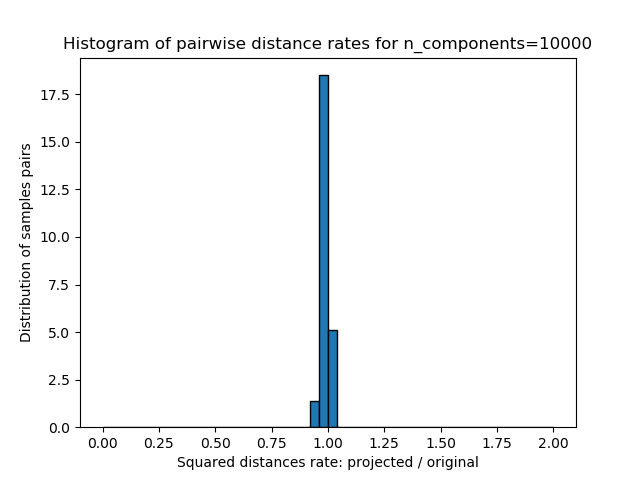 Histogram of pairwise distance rates for n_components=10000
17.5
15.0
12.5
10.0
7.5
5.0
2.5
0.0
Distribution of samples pairs
0.00 0.25 0.50 0.75 1.00 1.25 1.50 1.75 2.00
Squared distances rate: projected / original